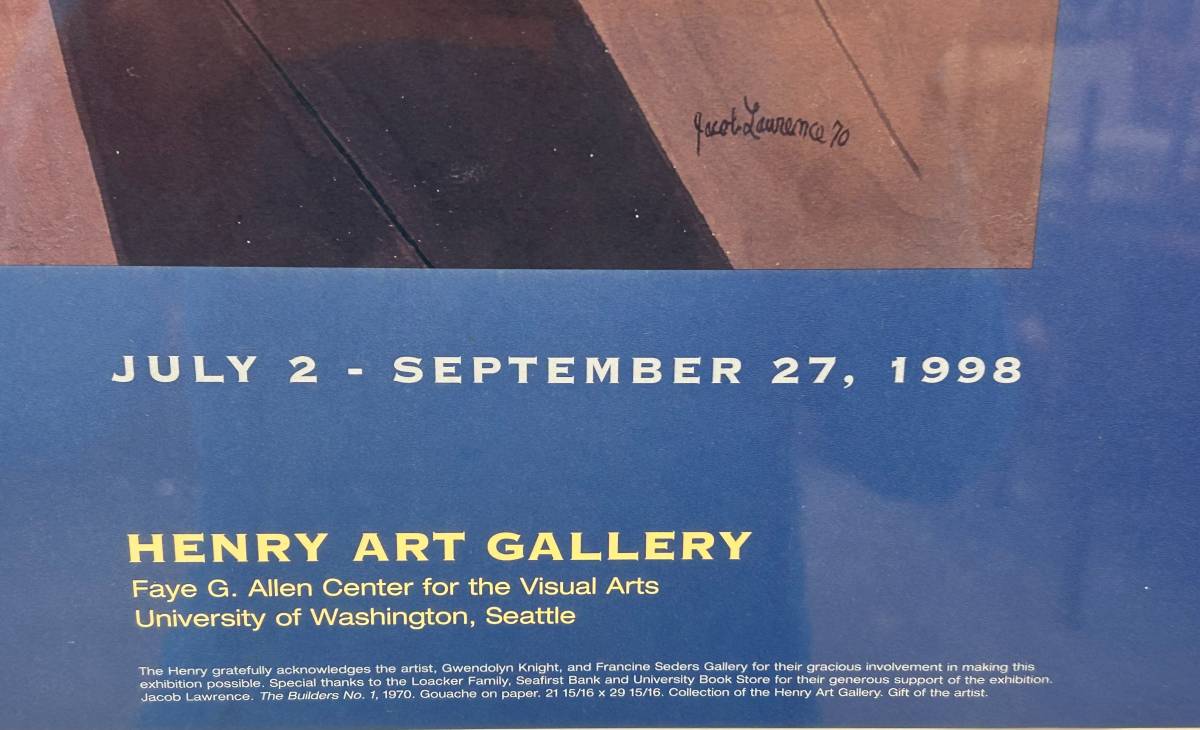 Jacob Lawrence 70
JULY 2 - SEPTEMBER 27, 1998
HENRY ART GALLERY
Faye G. Allen Center for the Visual Arts
University of Washington, Seattle
The Henry gratefully acknowledges the artist, Gwendolyn Knight, and Francine Seders Gallery for their gracious involvement in making this
exhibition possible. Special thanks to the Loacker Family, Seafirst Bank and University Book Store for their generous support of the exhibition.
Jacob Lawrence. The Builders No. 1, 1970. Gouache on paper. 21 15/16 x 29 15/16. Collection of the Henry Art Gallery. Gift of the artist.